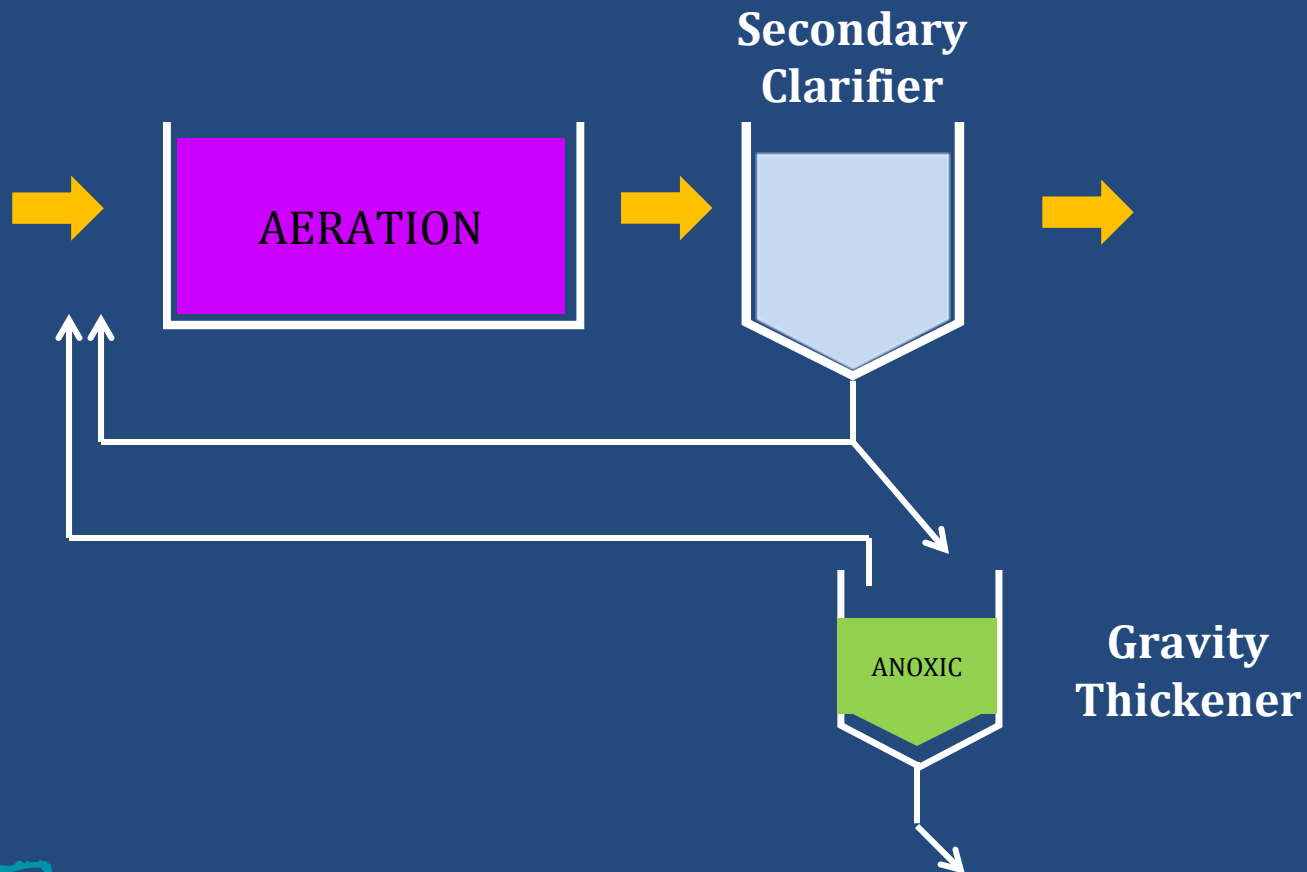 Secondary
Clarifier
AERATION
ANOXIC
Gravity
Thickener